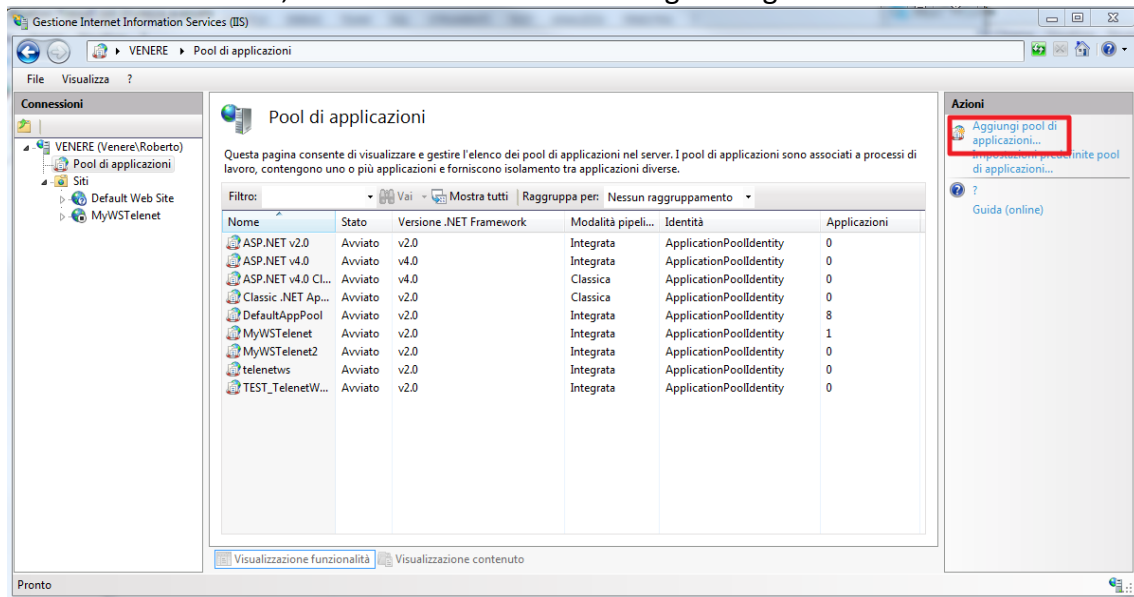 Gestione Internet Information Services (IIS)
VENERE Pool di applicazioni
File Visualizza ?
Connessioni
VENERE (Venere\Roberto)
Pool di applicazioni
Siti
Default Web Site
MyWSTelenet
Pool di applicazioni
Questa pagina consente di visualizzare e gestire l'elenco dei pool di applicazioni nel server. I pool di applicazioni sono associati a processi di
lavoro, contengono uno o più applicazioni e forniscono isolamento tra applicazioni diverse.
Filtro: Vai Mostra tutti Raggruppa per: Nessun raggruppamento
Nome Stato Versione .NET Framework Modalità pipeli... Identità Applicazioni
ASP.NET v2.0 Avviato v2.0 Integrata ApplicationPoolIdentity 0
ASP.NET v4.0 Avviato v4.0 Integrata ApplicationPoolIdentity 0
ASP.NET v4.0 Cl... Avviato v4.0 Classica ApplicationPoolIdentity 0
Classic .NET Ap... Avviato v2.0 Classica ApplicationPoolIdentity 0
DefaultAppPool Avviato v2.0 Integrata ApplicationPoolIdentity 8
MyWSTelenet Avviato v2.0 Integrata ApplicationPoolIdentity 1
MyWSTelenet2 Avviato v2.0 Integrata ApplicationPoolIdentity 0
telenetws Avviato v2.0 Integrata ApplicationPoolIdentity 0
TEST_TelenetW... Avviato v2.0 Integrata ApplicationPoolIdentity 0
Visualizzazione funzionalità Visualizzazione contenuto
Azioni
Aggiungi pool di
applicazioni...
Impostazioni predefinite pool
di applicazioni...
?
Guida (online)
Pronto